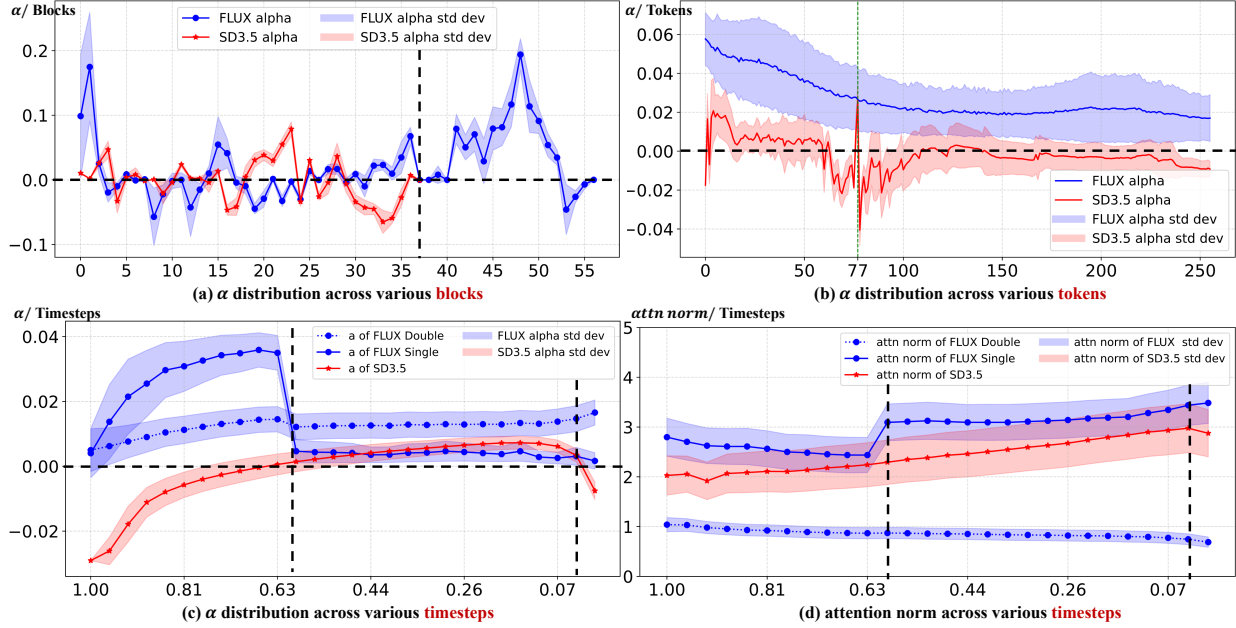 α/ Blocks
FLUX alpha
SD3.5 alpha
FLUX alpha std dev
SD3.5 alpha std dev
0.2
0.1
0.0
−0.1
0 5 10 15 20 25 30 35 40 45 50 55
(a) α distribution across various blocks
α/ Tokens
0.06
0.04
0.02
0.00
−0.02
−0.04
FLUX alpha
SD3.5 alpha
FLUX alpha std dev
SD3.5 alpha std dev
0 50 77 100 150 200 250
(b) α distribution across various tokens
α/ Timesteps
a of FLUX Double
a of FLUX Single
a of SD3.5
FLUX alpha std dev
SD3.5 alpha std dev
0.04
0.02
0.00
−0.02
1.00 0.81 0.63 0.44 0.26 0.07
(c) α distribution across various timesteps
attn norm/ Timesteps
attn norm of FLUX Double
attn norm of FLUX Single
attn norm of SD3.5
attn norm of FLUX std dev
attn norm of SD3.5 std dev
5
4
3
2
1
0
1.00 0.81 0.63 0.44 0.26 0.07
(d) attention norm across various timesteps